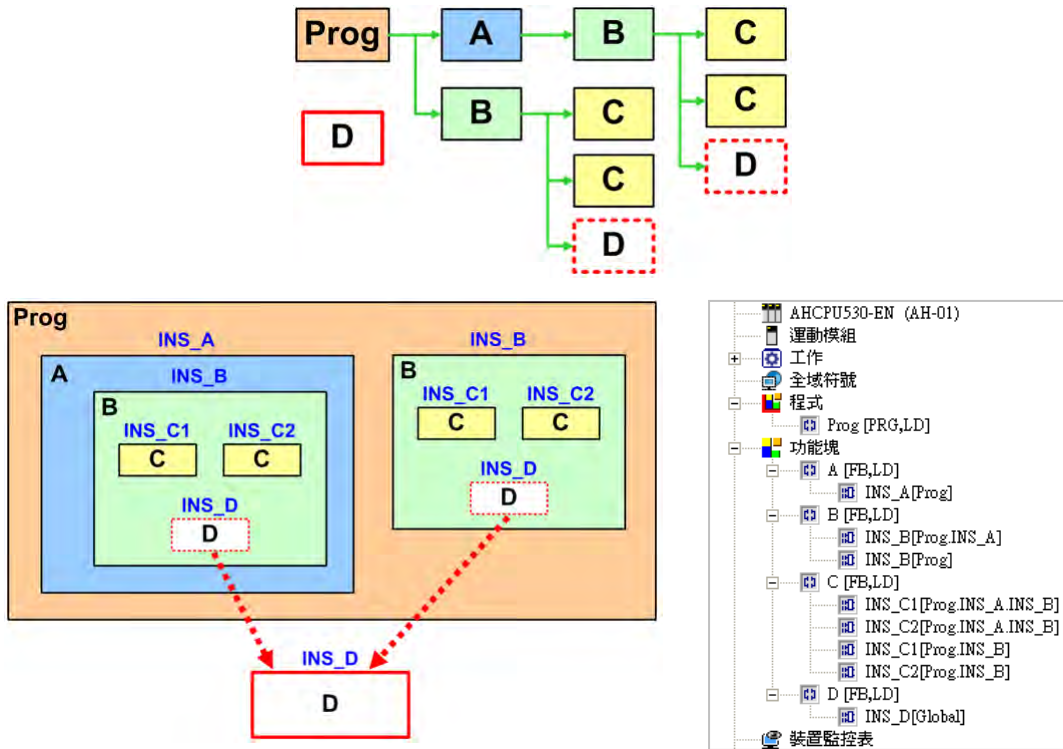 Prog
A
B
C
D
B
C
C
C
D
D
Prog
INS_A
INS_B
A
INS_B
B
INS_C1
INS_C2
C
C
INS_D
D
B
INS_C1
INS_C2
C
C
INS_D
D
INS_D
D
AHCPU530-EN (AH-01)
運動模組
工作
全域符號
程式
Prog [PRG,LD]
功能塊
A [FB,LD]
INS_A[Prog]
B [FB,LD]
INS_B[Prog.INS_A]
INS_B[Prog]
C [FB,LD]
INS_C1[Prog.INS_A.INS_B]
INS_C2[Prog.INS_A.INS_B]
INS_C1[Prog.INS_B]
INS_C2[Prog.INS_B]
D [FB,LD]
INS_D[Global]
裝置監控表